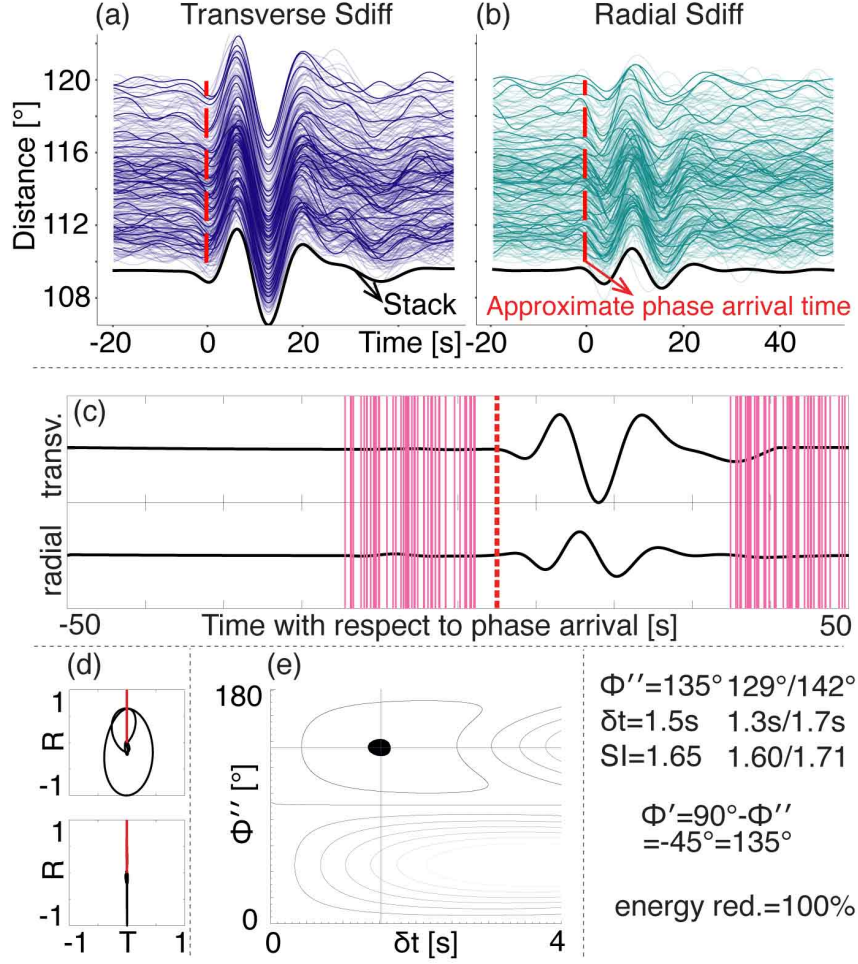 (a) Transverse Sdiff
(b) Radial Sdiff
Distance [°]
120
116
112
108
Stack
Approximate phase arrival time
-20 0 20 Time [s]
-20 0 20 40
(c)
transv.
radial
-50 Time with respect to phase arrival [s] 50
(d)
1
R
-1
1
R
-1
-1 T 1
(e)
180
Φ'' [°]
0
0 δt [s] 4
Φ''=135° 129°/142°
δt=1.5s 1.3s/1.7s
SI=1.65 1.60/1.71
Φ'=90°-Φ''
=-45°=135°
energy red.=100%